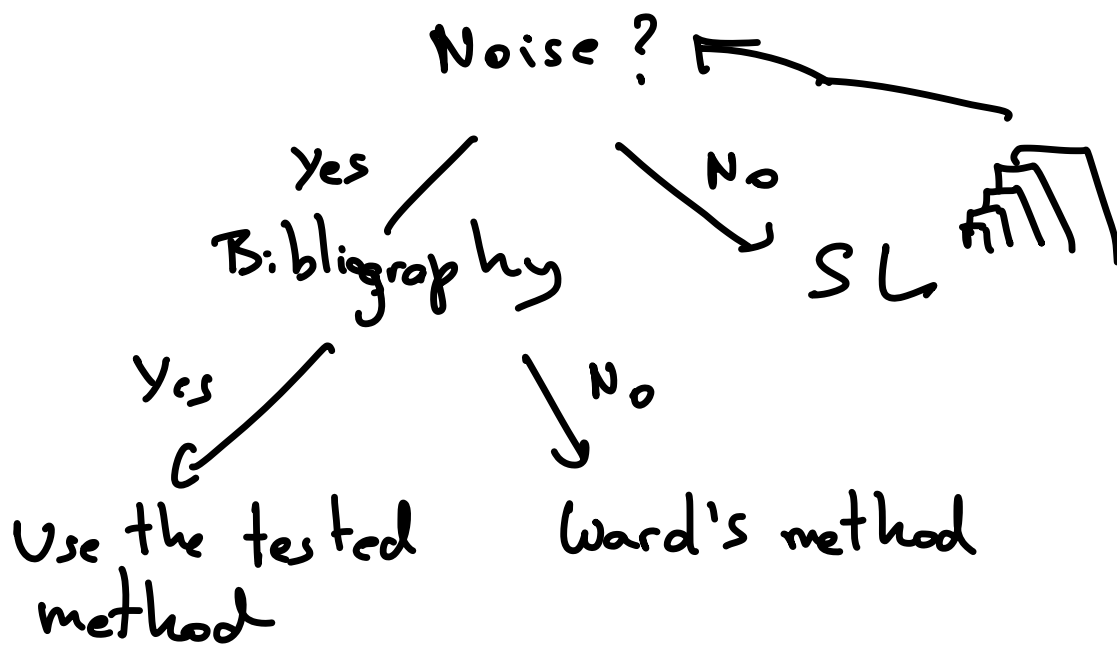 Noise ?
Yes
No
Bibliography
SL
Yes
No
Use the tested
method
Ward's method